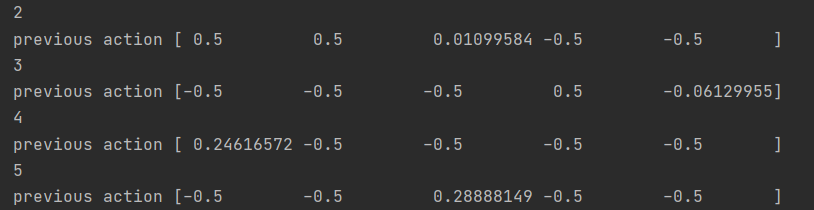 2
previous action [ 0.5         0.5         0.01099584 -0.5        -0.5       ]
3
previous action [-0.5        -0.5        -0.5         0.5        -0.06129955]
4
previous action [ 0.24616572 -0.5        -0.5        -0.5        -0.5       ]
5
previous action [-0.5        -0.5         0.28888149 -0.5        -0.5       ]